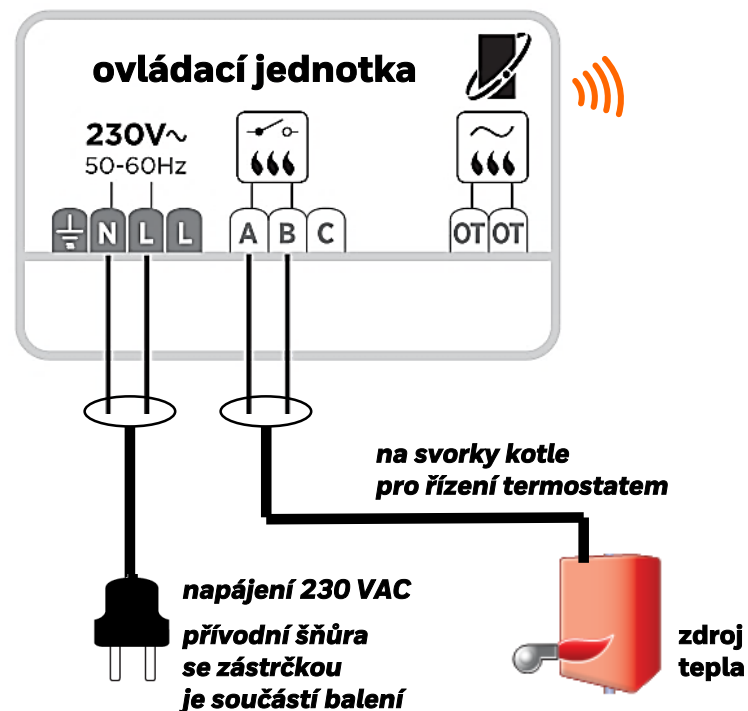 ovládací jednotka
230V~
50-60Hz
N L L A B C OT OT
na svorky kotle
pro řízení termostatem
napájení 230 VAC
přívodní šňůra
se zástrčkou
je součástí balení
zdroj
tepla